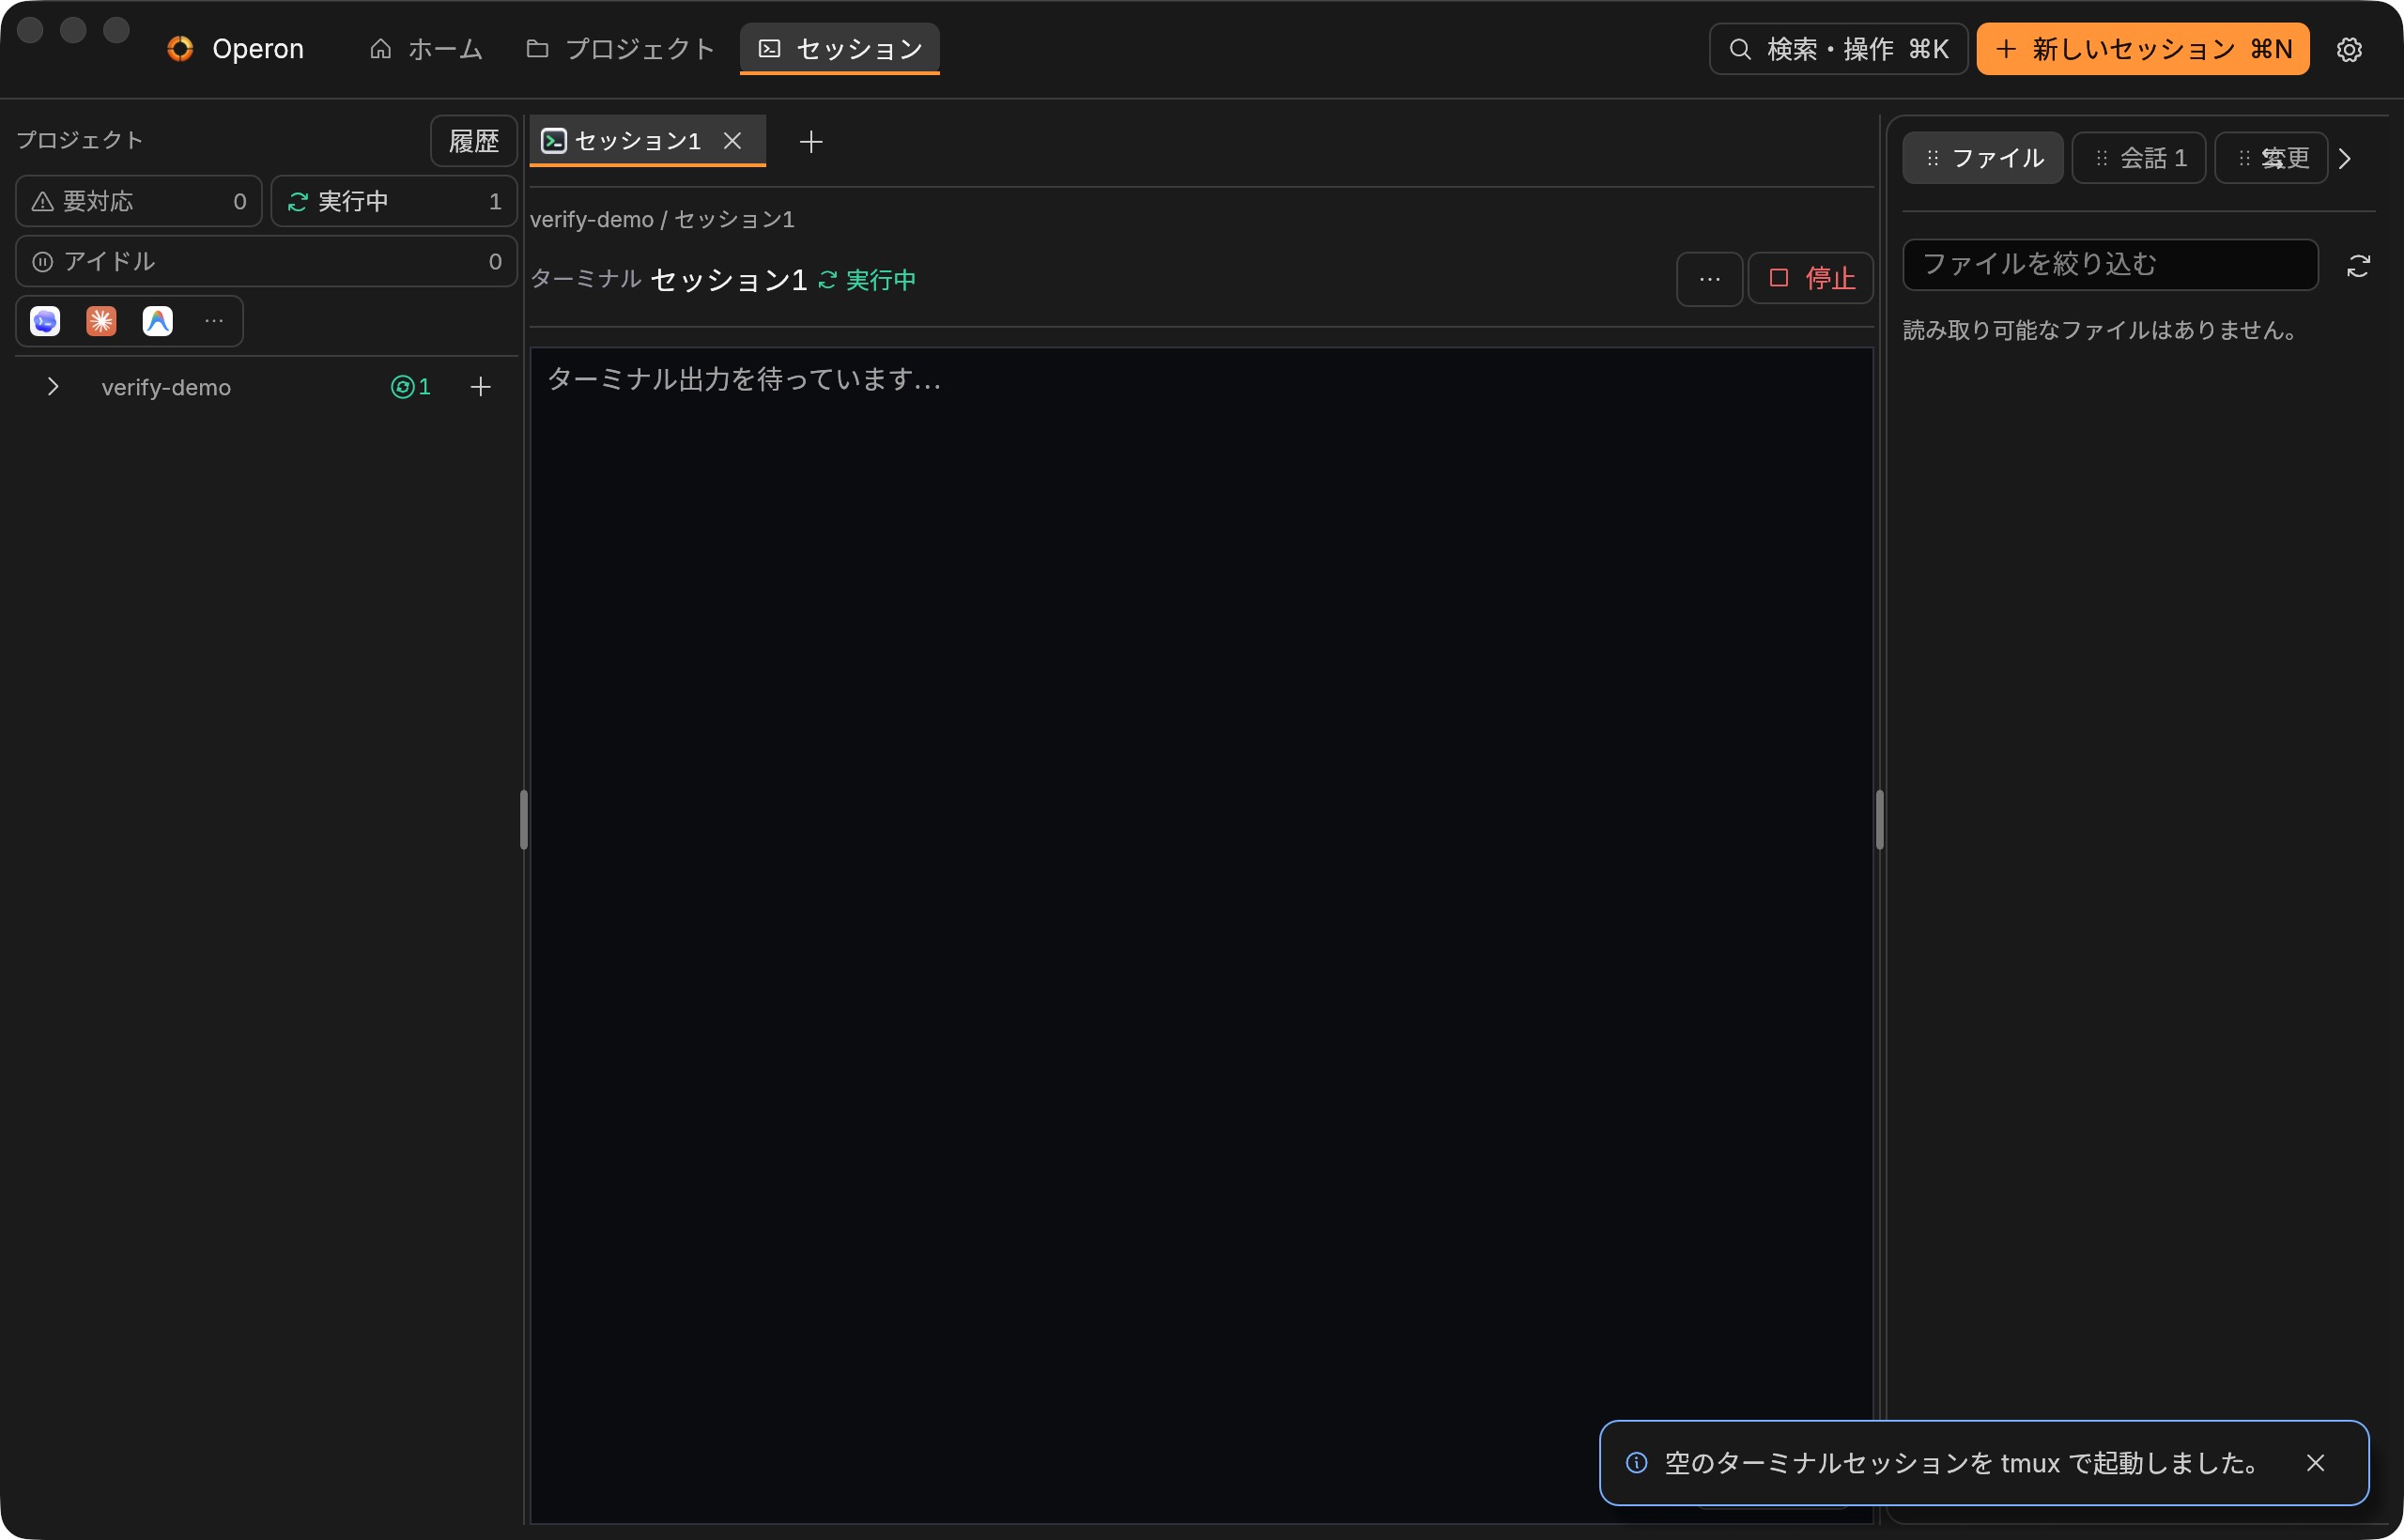 Operon
ホーム
プロジェクト
セッション
検索・操作 ⌘K
新しいセッション ⌘N
プロジェクト
履歴
要対応 0
実行中 1
アイドル 0
verify-demo
1
セッション1
verify-demo / セッション1
ターミナル セッション1 実行中
停止
ターミナル出力を待っています…
ファイル
会話 1
変更
ファイルを絞り込む
読み取り可能なファイルはありません。
空のターミナルセッションを tmux で起動しました。